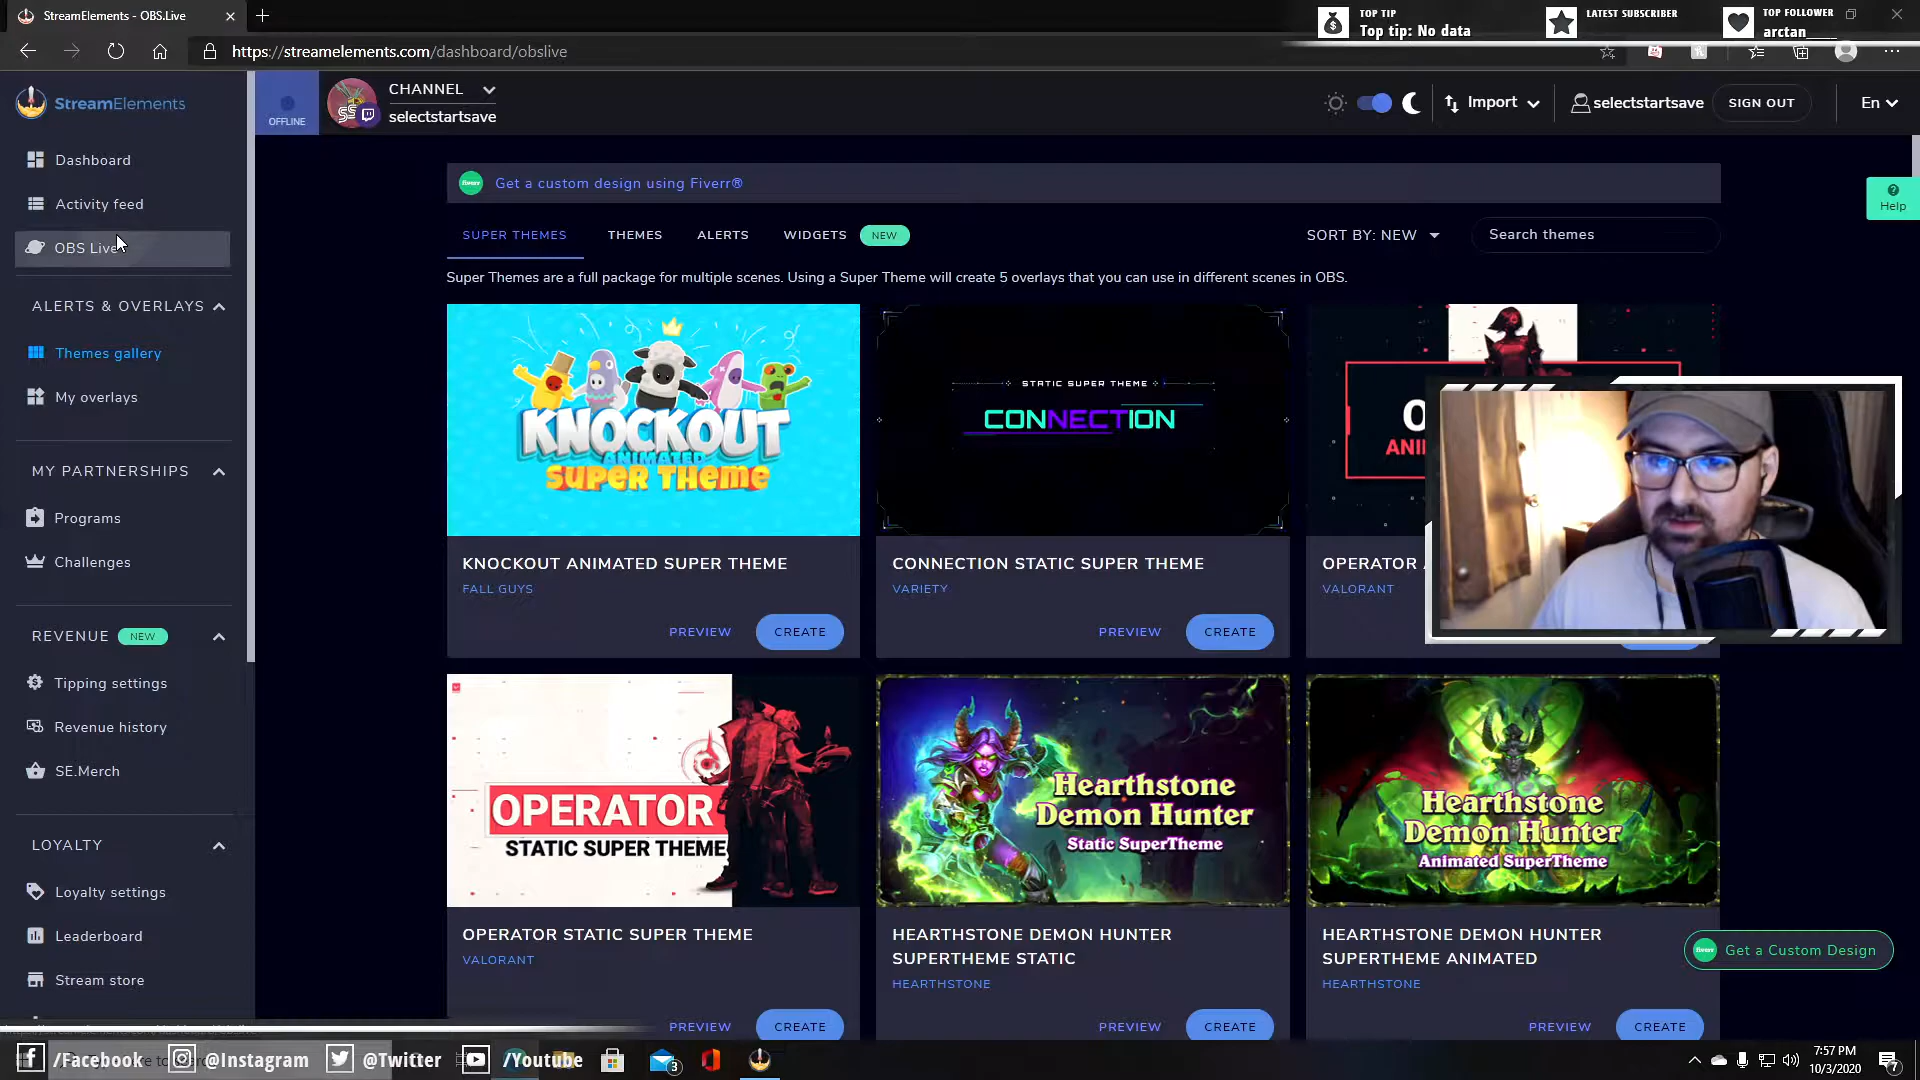 StreamElements - OBS.Live
TOP TIP
Top tip: No data
LATEST SUBSCRIBER
TOP FOLLOWER
arctan____
https://streamelements.com/dashboard/obslive
StreamElements
OFFLINE
CHANNEL
selectstartsave
Import
selectstartsave
SIGN OUT
En
Dashboard
Activity feed
OBS Live
ALERTS & OVERLAYS
Themes gallery
My overlays
MY PARTNERSHIPS
Programs
Challenges
REVENUE NEW
Tipping settings
Revenue history
SE.Merch
LOYALTY
Loyalty settings
Leaderboard
Stream store
fiverr Get a custom design using Fiverr®
Help
SUPER THEMES THEMES ALERTS WIDGETS NEW
SORT BY: NEW
Search themes
Super Themes are a full package for multiple scenes. Using a Super Theme will create 5 overlays that you can use in different scenes in OBS.
KNOCKOUT
ANIMATED
SUPER THEME
STATIC SUPER THEME
CONNECTION
KNOCKOUT ANIMATED SUPER THEME
FALL GUYS
PREVIEW CREATE
CONNECTION STATIC SUPER THEME
VARIETY
PREVIEW CREATE
OPERATOR
VALORANT
OPERATOR
STATIC SUPER THEME
Hearthstone
Demon Hunter
Static SuperTheme
Hearthstone
Demon Hunter
Animated SuperTheme
OPERATOR STATIC SUPER THEME
VALORANT
PREVIEW CREATE
HEARTHSTONE DEMON HUNTER
SUPERTHEME STATIC
HEARTHSTONE
PREVIEW CREATE
HEARTHSTONE DEMON HUNTER
SUPERTHEME ANIMATED
HEARTHSTONE
PREVIEW CREATE
fiverr Get a Custom Design
/Facebook @Instagram @Twitter /Youtube
3
7:57 PM
10/3/2020
7